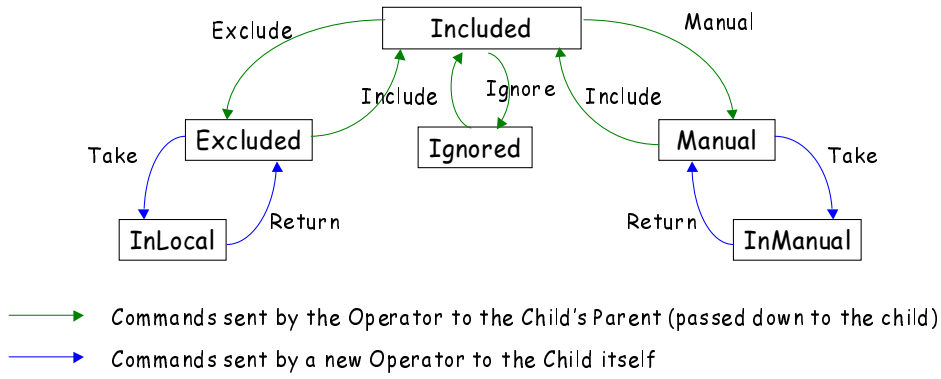 Exclude
Included
Manual
Include
Ignore
Include
Excluded
Ignored
Manual
Take
Take
Return
Return
InLocal
InManual
Commands sent by the Operator to the Child's Parent (passed down to the child)
Commands sent by a new Operator to the Child itself